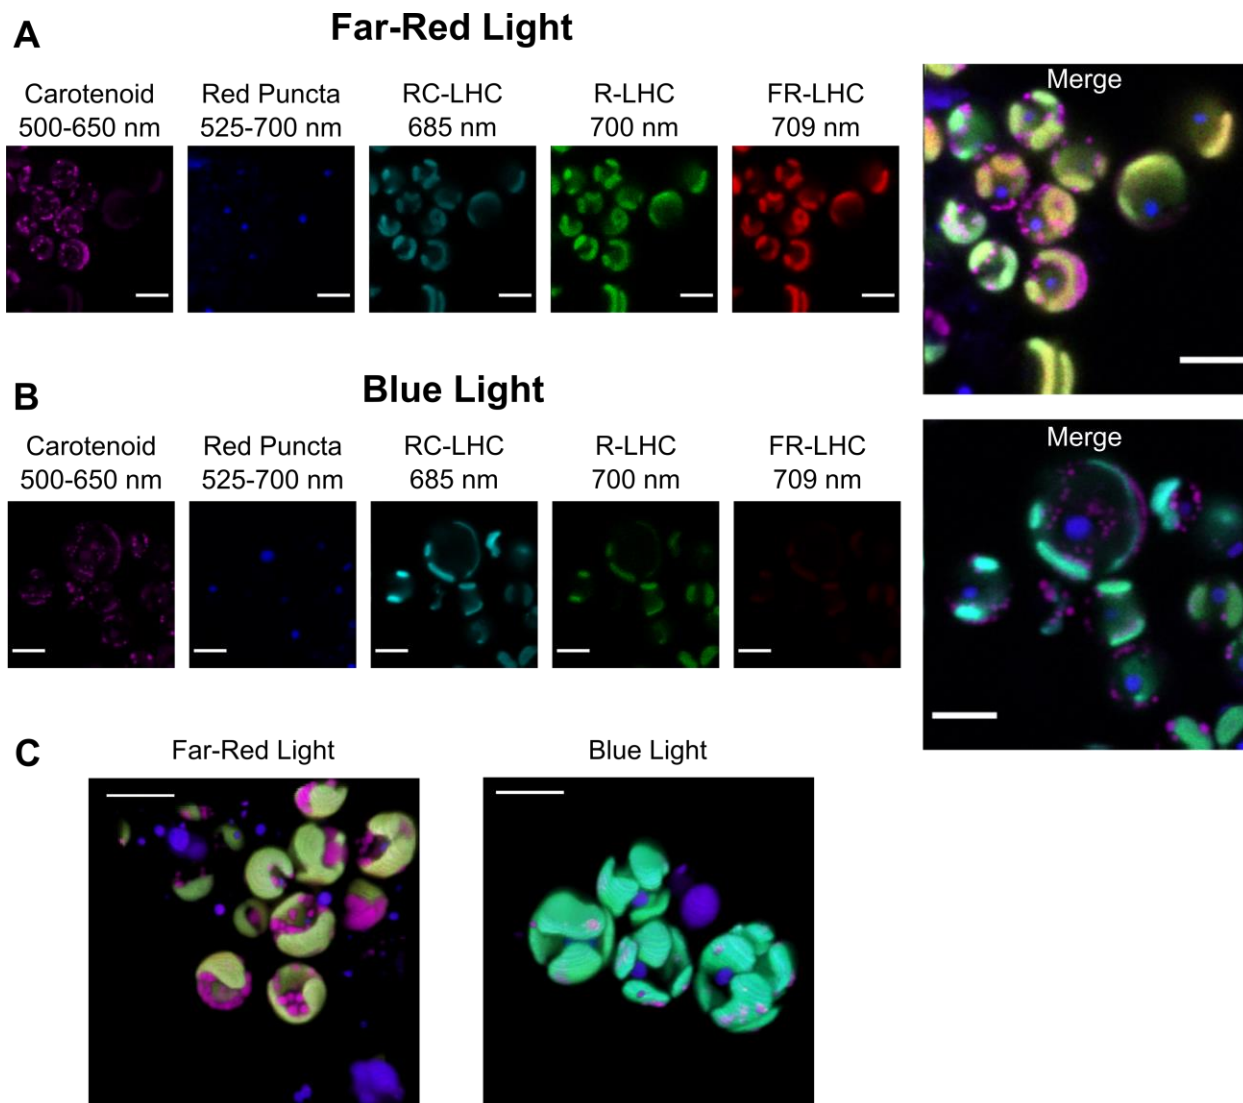 A
Far-Red Light
Carotenoid
500-650 nm
Red Puncta
525-700 nm
RC-LHC
685 nm
R-LHC
700 nm
FR-LHC
709 nm
Merge
B
Blue Light
Carotenoid
500-650 nm
Red Puncta
525-700 nm
RC-LHC
685 nm
R-LHC
700 nm
FR-LHC
709 nm
Merge
C
Far-Red Light
Blue Light